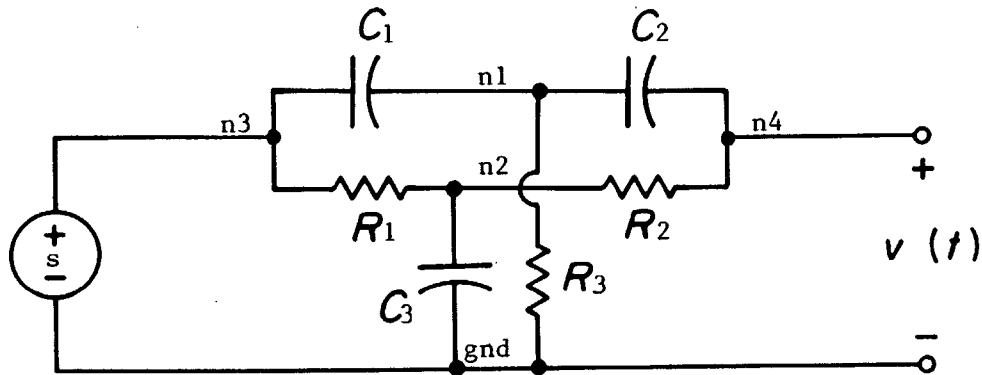 C1
C2
n1
n3
n4
n2
+
R1
R2
+
s
-
v (t)
C3
R3
gnd
-